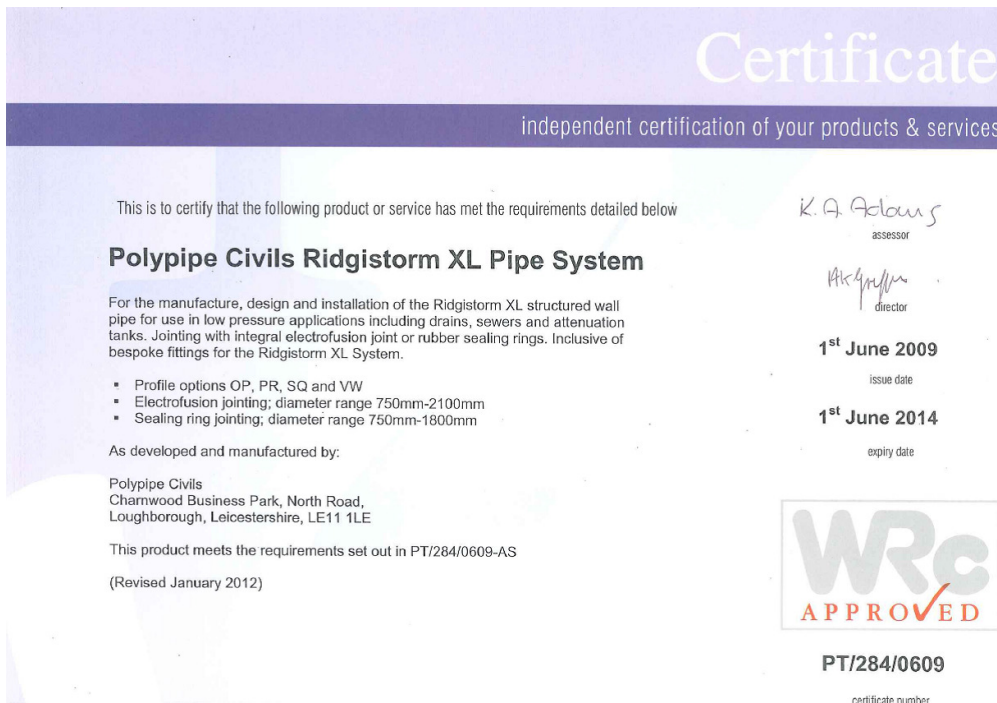 Certificate
independent certification of your products & services
This is to certify that the following product or service has met the requirements detailed below
Polypipe Civils Ridgistorm XL Pipe System
For the manufacture, design and installation of the Ridgistorm XL structured wall
pipe for use in low pressure applications including drains, sewers and attenuation
tanks. Jointing with integral electrofusion joint or rubber sealing rings. Inclusive of
bespoke fittings for the Ridgistorm XL System.
▪ Profile options OP, PR, SQ and VW
▪ Electrofusion jointing; diameter range 750mm-2100mm
▪ Sealing ring jointing; diameter range 750mm-1800mm
As developed and manufactured by:
Polypipe Civils
Charnwood Business Park, North Road,
Loughborough, Leicestershire, LE11 1LE
This product meets the requirements set out in PT/284/0609-AS
(Revised January 2012)
K. A. Adams
assessor
director
1st June 2009
issue date
1st June 2014
expiry date
WRc
APPROVED
PT/284/0609
certificate number